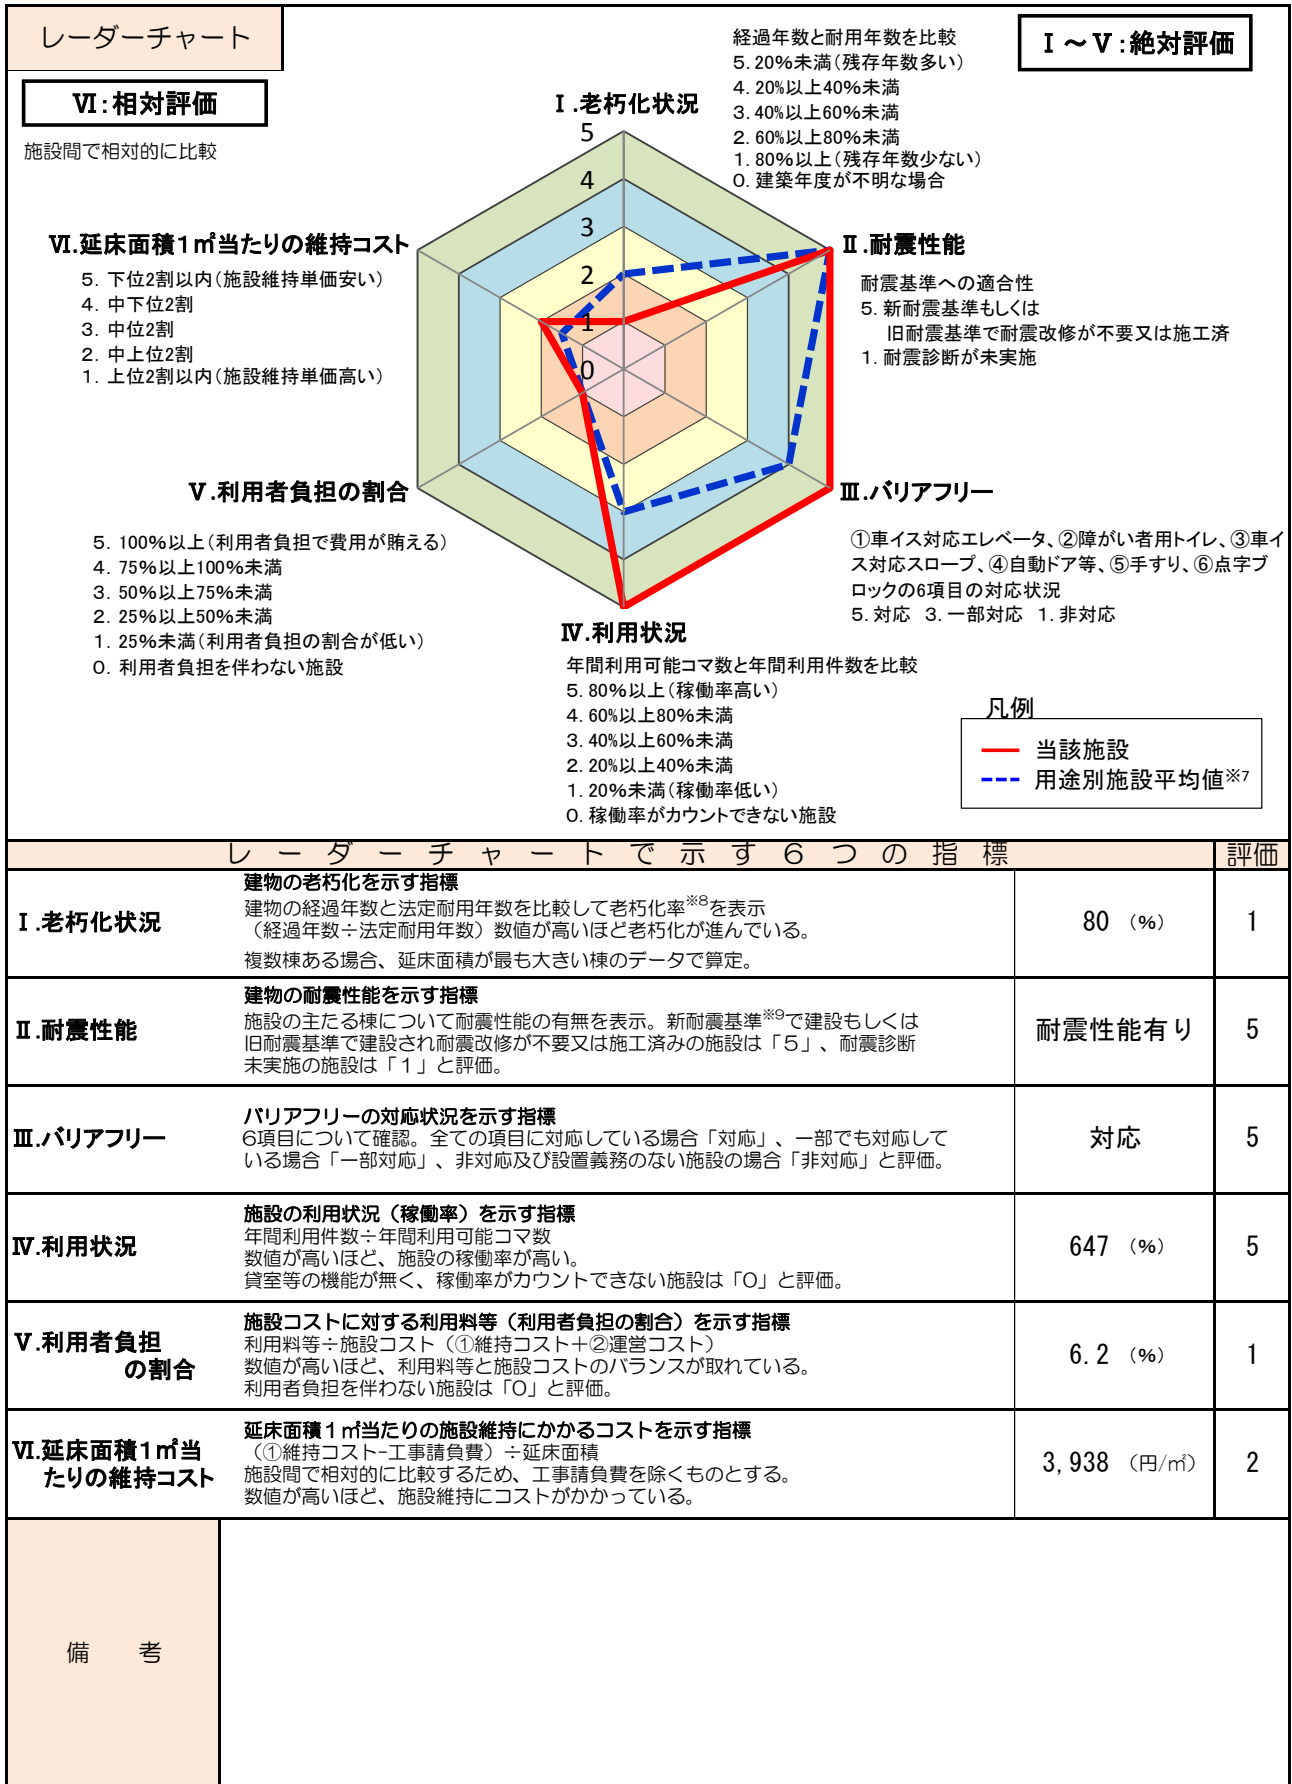 レーダーチャート
Ⅰ～Ⅴ:絶対評価
Ⅵ:相対評価
施設間で相対的に比較
Ⅰ.老朽化状況
経過年数と耐用年数を比較
5.20%未満(残存年数多い)
4.20%以上40%未満
3.40%以上60%未満
2.60%以上80%未満
1.80%以上(残存年数少ない)
0.建築年度が不明な場合
5
4
3
2
1
0
Ⅱ.耐震性能
耐震基準への適合性
5.新耐震基準もしくは
旧耐震基準で耐震改修が不要又は施工済
1.耐震診断が未実施
Ⅵ.延床面積1㎡当たりの維持コスト
5.下位2割以内(施設維持単価安い)
4.中下位2割
3.中位2割
2.中上位2割
1.上位2割以内(施設維持単価高い)
Ⅲ.バリアフリー
①車イス対応エレベータ、②障がい者用トイレ、③車イ
ス対応スロープ、④自動ドア等、⑤手すり、⑥点字ブ
ロックの6項目の対応状況
5.対応 3.一部対応 1.非対応
Ⅴ.利用者負担の割合
5.100%以上(利用者負担で費用が賄える)
4.75%以上100%未満
3.50%以上75%未満
2.25%以上50%未満
1.25%未満(利用者負担の割合が低い)
0.利用者負担を伴わない施設
Ⅳ.利用状況
年間利用可能コマ数と年間利用件数を比較
5.80%以上(稼働率高い)
4.60%以上80%未満
3.40%以上60%未満
2.20%以上40%未満
1.20%未満(稼働率低い)
0.稼働率がカウントできない施設
凡例
当該施設
用途別施設平均値※7
レーダーチャートで示す6つの指標 評価
Ⅰ.老朽化状況
建物の老朽化を示す指標
建物の経過年数と法定耐用年数を比較して老朽化率※8を表示
(経過年数÷法定耐用年数)数値が高いほど老朽化が進んでいる。
複数棟ある場合、延床面積が最も大きい棟のデータで算定。
80 (%) 1
Ⅱ.耐震性能
建物の耐震性能を示す指標
施設の主たる棟について耐震性能の有無を表示。新耐震基準※9で建設もしくは
旧耐震基準で建設され耐震改修が不要又は施工済みの施設は「5」、耐震診断
未実施の施設は「1」と評価。
耐震性能有り 5
Ⅲ.バリアフリー
バリアフリーの対応状況を示す指標
6項目について確認。全ての項目に対応している場合「対応」、一部でも対応して
いる場合「一部対応」、非対応及び設置義務のない施設の場合「非対応」と評価。
対応 5
Ⅳ.利用状況
施設の利用状況(稼働率)を示す指標
年間利用件数÷年間利用可能コマ数
数値が高いほど、施設の稼働率が高い。
貸室等の機能が無く、稼働率がカウントできない施設は「0」と評価。
647 (%) 5
Ⅴ.利用者負担
の割合
施設コストに対する利用料等(利用者負担の割合)を示す指標
利用料等÷施設コスト(①維持コスト+②運営コスト)
数値が高いほど、利用料等と施設コストのバランスが取れている。
利用者負担を伴わない施設は「0」と評価。
6.2 (%) 1
Ⅵ.延床面積1㎡当
たりの維持コスト
延床面積1㎡当たりの施設維持にかかるコストを示す指標
(①維持コスト-工事請負費)÷延床面積
施設間で相対的に比較するため、工事請負費を除くものとする。
数値が高いほど、施設維持にコストがかかっている。
3,938 (円/㎡) 2
備 考